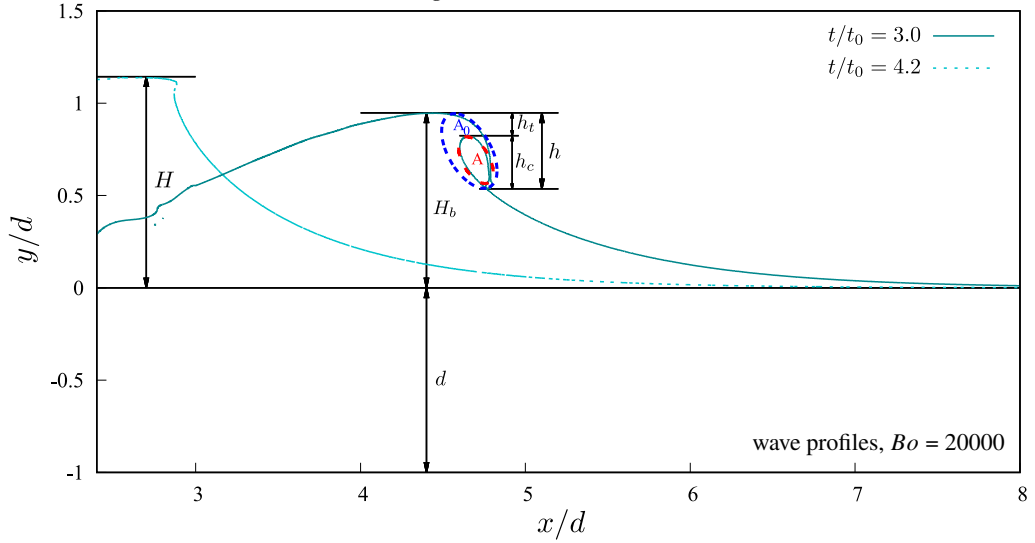 1.5
t/t₀ = 3.0
t/t₀ = 4.2
1
A₀
hₜ
A
h
h_c
H
0.5
H_b
y/d
0
d
-0.5
wave profiles, Bo = 20000
-1
3
4
5
6
7
8
x/d